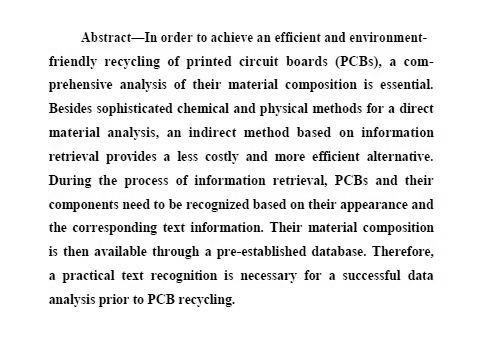 Abstract—In order to achieve an efficient and environment-
friendly recycling of printed circuit boards (PCBs), a com-
prehensive analysis of their material composition is essential.
Besides sophisticated chemical and physical methods for a direct
material analysis, an indirect method based on information
retrieval provides a less costly and more efficient alternative.
During the process of information retrieval, PCBs and their
components need to be recognized based on their appearance and
the corresponding text information. Their material composition
is then available through a pre-established database. Therefore,
a practical text recognition is necessary for a successful data
analysis prior to PCB recycling.